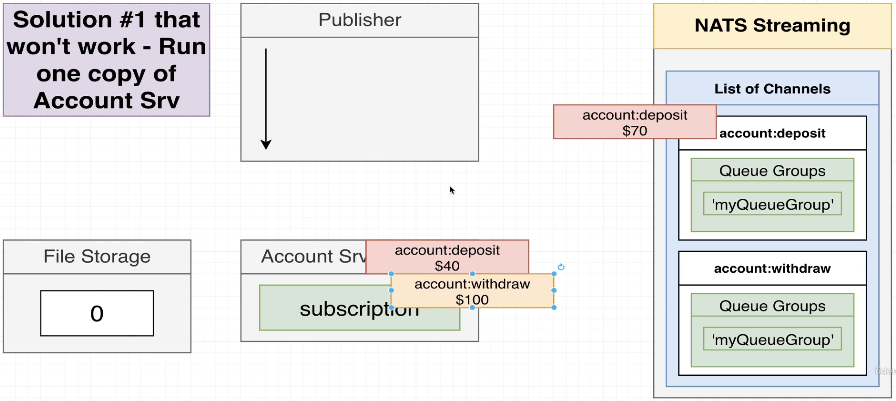 Solution #1 that
won't work - Run
one copy of
Account Srv
Publisher
NATS Streaming
List of Channels
account:deposit
$70
account:deposit
Queue Groups
'myQueueGroup'
File Storage
0
Account Srv
account:deposit
$40
account:withdraw
$100
subscription
account:withdraw
Queue Groups
'myQueueGroup'